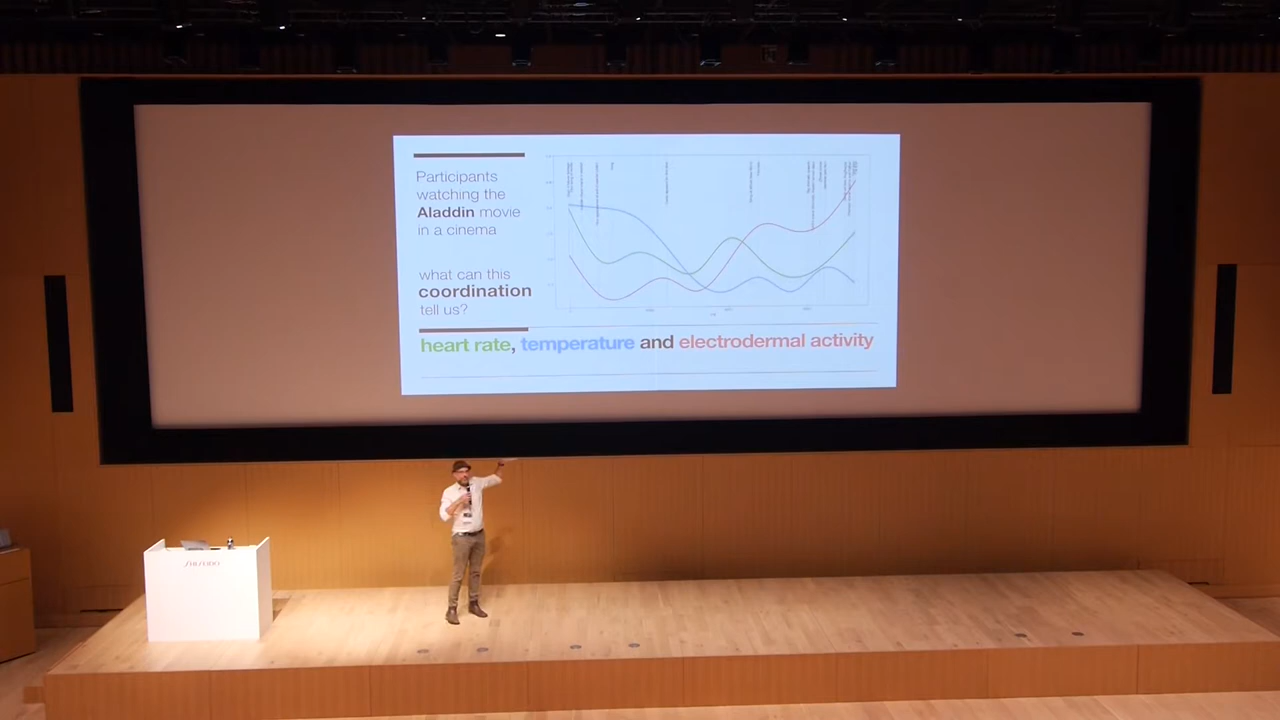 Participants
watching the
Aladdin movie
in a cinema
what can this
coordination
tell us?
heart rate, temperature and electrodermal activity
SHISEIDO